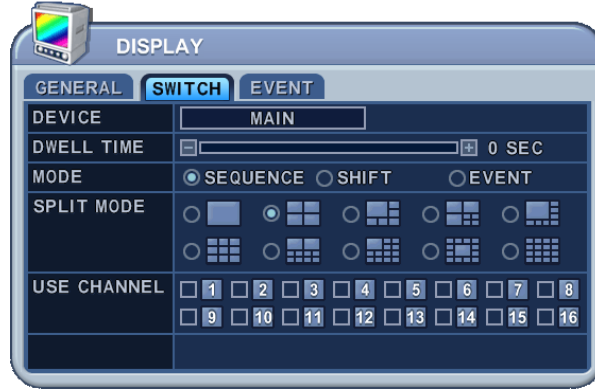 DISPLAY
GENERAL SWITCH EVENT
DEVICE MAIN
DWELL TIME 0 SEC
MODE SEQUENCE SHIFT EVENT
SPLIT MODE
USE CHANNEL 1 2 3 4 5 6 7 8
9 10 11 12 13 14 15 16